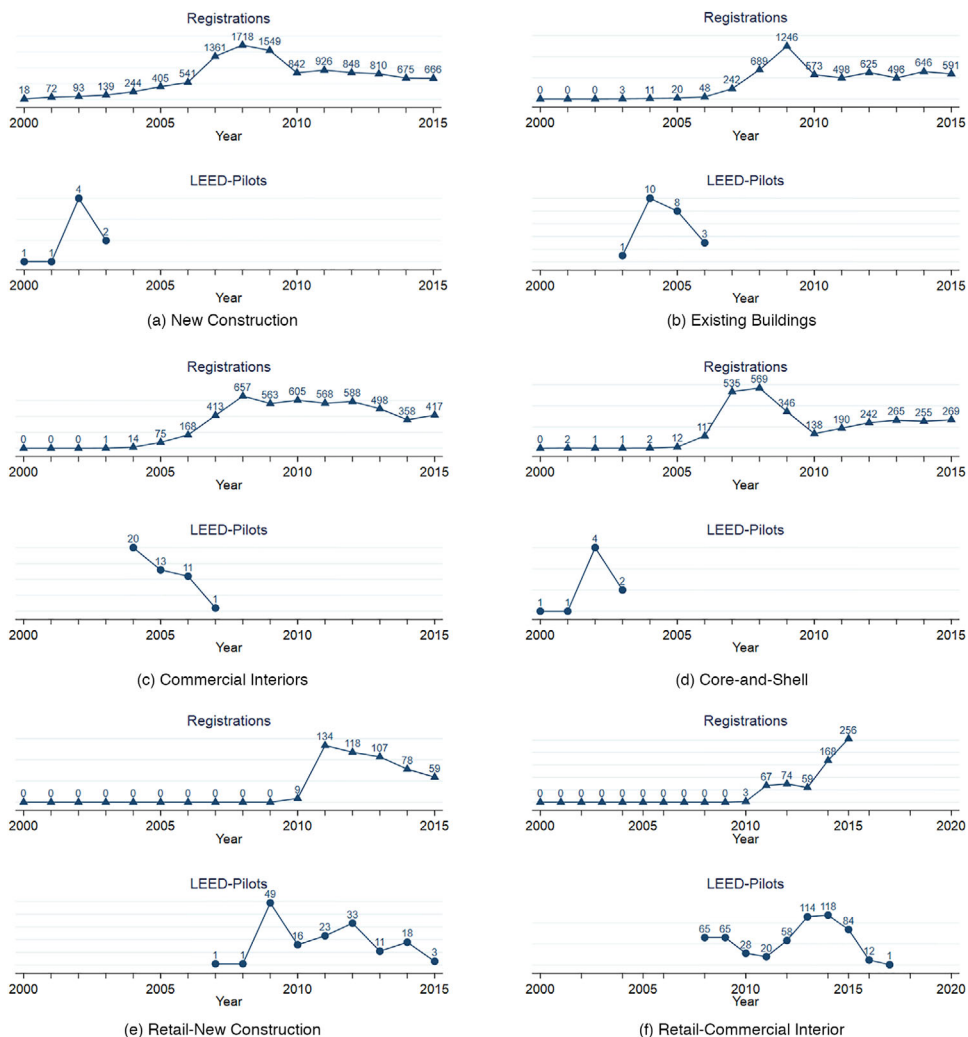 Registrations
18 72 93 139 244 405 541 1361 1718 1549 842 926 848 810 675 666
2000 2005 2010 2015
Year
LEED-Pilots
1 1 4 2
2000 2005 2010 2015
Year
(a) New Construction
Registrations
0 0 0 3 11 20 48 242 689 1246 573 498 625 496 646 591
2000 2005 2010 2015
Year
LEED-Pilots
1 10 8 3
2000 2005 2010 2015
Year
(b) Existing Buildings
Registrations
0 0 0 1 14 75 168 413 657 563 605 568 588 498 358 417
2000 2005 2010 2015
Year
LEED-Pilots
20 13 11 1
2000 2005 2010 2015
Year
(c) Commercial Interiors
Registrations
0 2 1 1 2 12 117 535 569 346 138 190 242 265 255 269
2000 2005 2010 2015
Year
LEED-Pilots
1 1 4 2
2000 2005 2010 2015
Year
(d) Core-and-Shell
Registrations
0 0 0 0 0 0 0 0 0 0 9 134 118 107 78 59
2000 2005 2010 2015
Year
LEED-Pilots
1 1 49 16 23 33 11 18 3
2000 2005 2010 2015
Year
(e) Retail-New Construction
Registrations
0 0 0 0 0 0 0 0 0 0 3 67 74 59 168 256
2000 2005 2010 2015 2020
Year
LEED-Pilots
65 65 28 20 58 114 118 84 12 1
2000 2005 2010 2015 2020
Year
(f) Retail-Commercial Interior